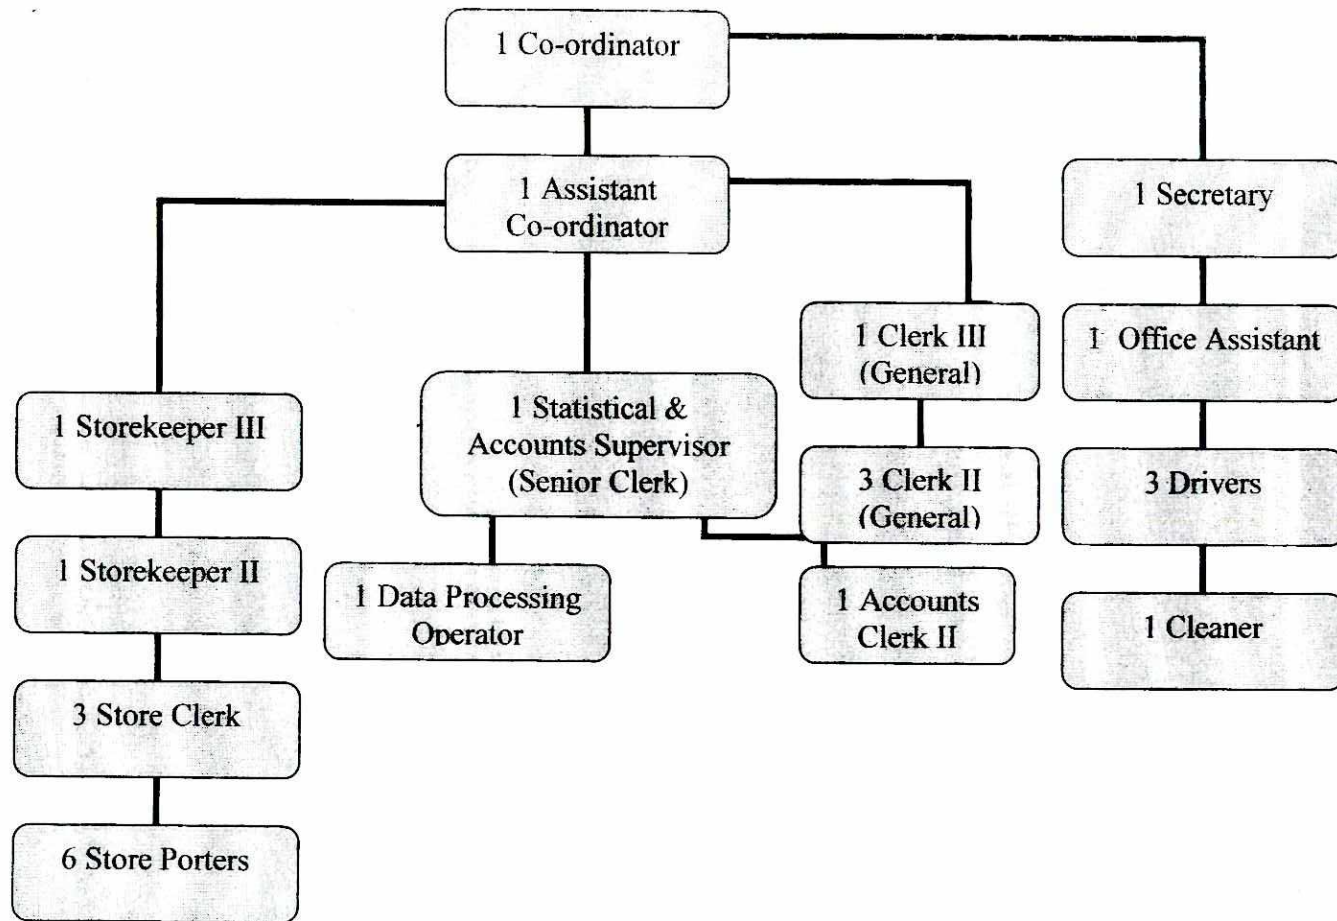 1 Co-ordinator
1 Assistant
Co-ordinator
1 Secretary
1 Clerk III
(General)
1 Office Assistant
1 Storekeeper III
1 Statistical &
Accounts Supervisor
(Senior Clerk)
3 Clerk II
(General)
3 Drivers
1 Storekeeper II
1 Data Processing
Operator
1 Accounts
Clerk II
1 Cleaner
3 Store Clerk
6 Store Porters